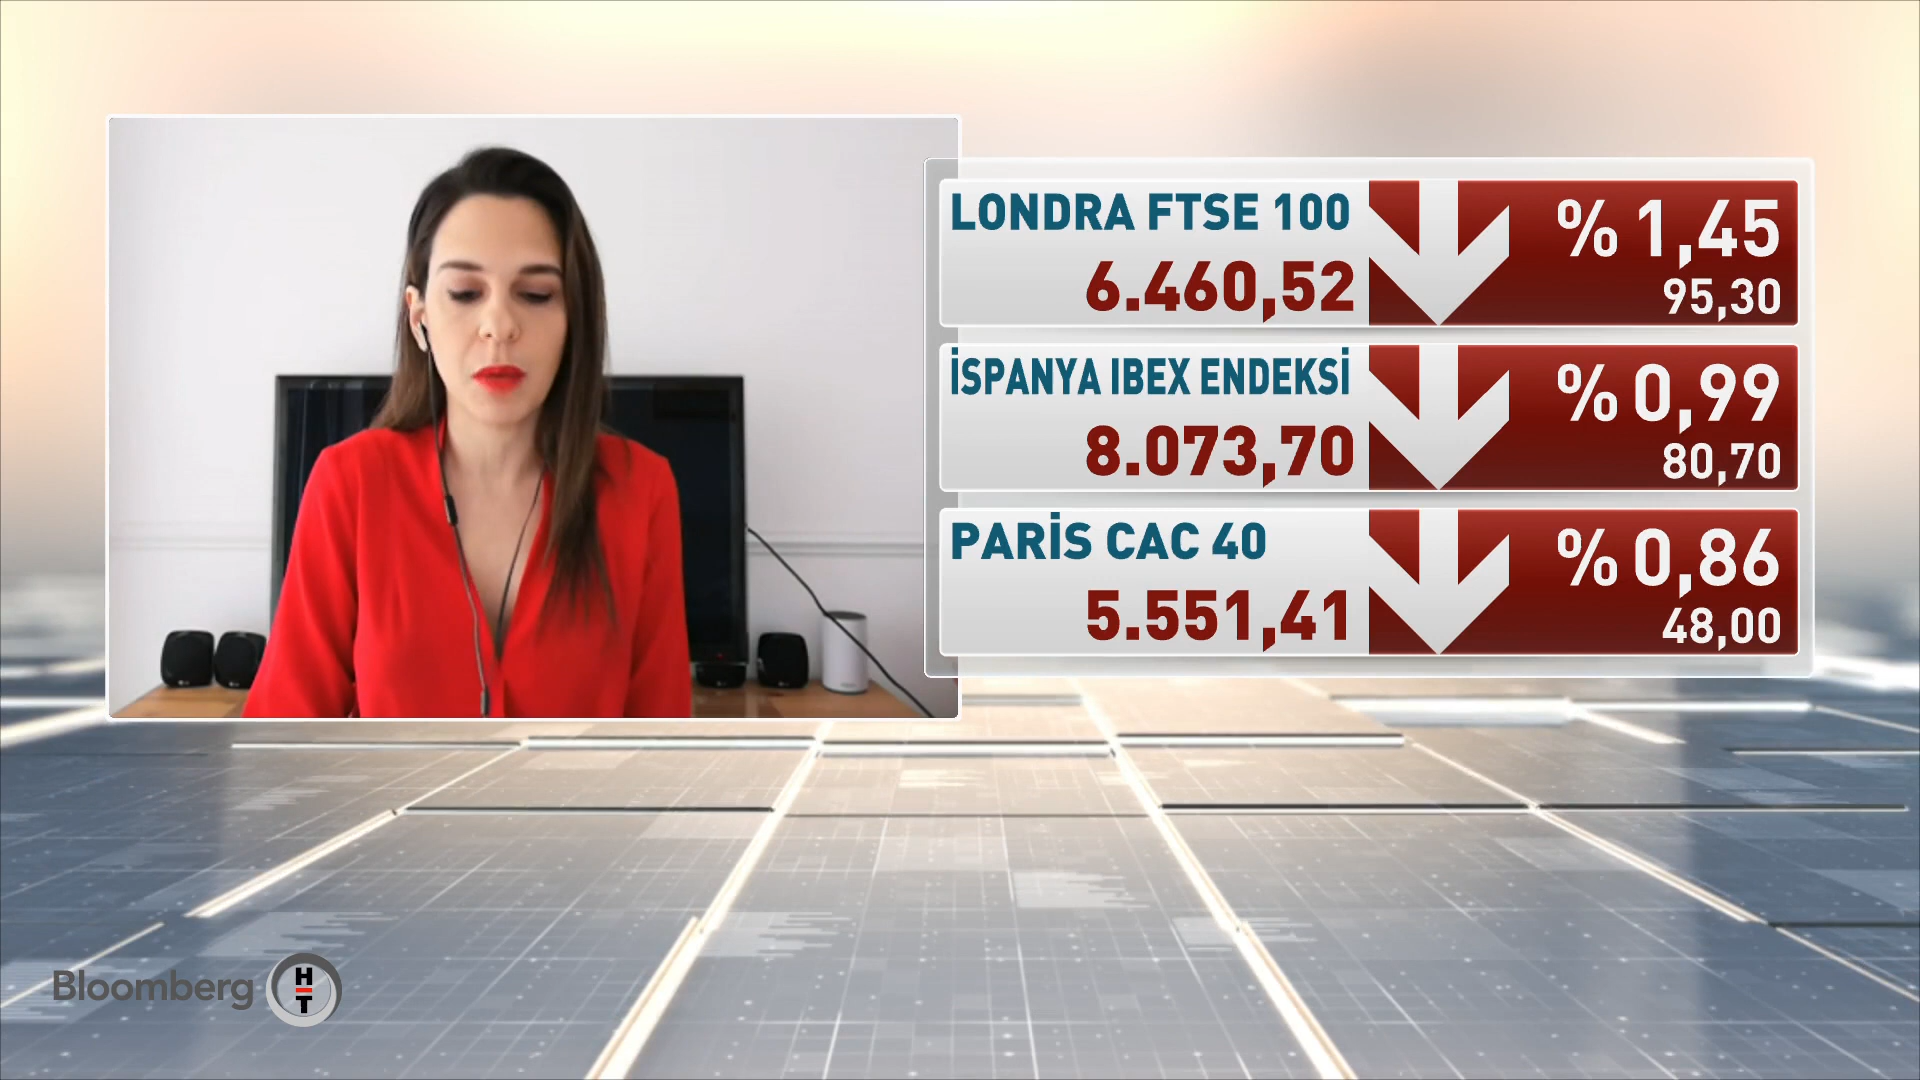 LONDRA FTSE 100
6.460,52
% 1,45
95,30
İSPANYA IBEX ENDEKSİ
8.073,70
% 0,99
80,70
PARİS CAC 40
5.551,41
% 0,86
48,00
Bloomberg HT